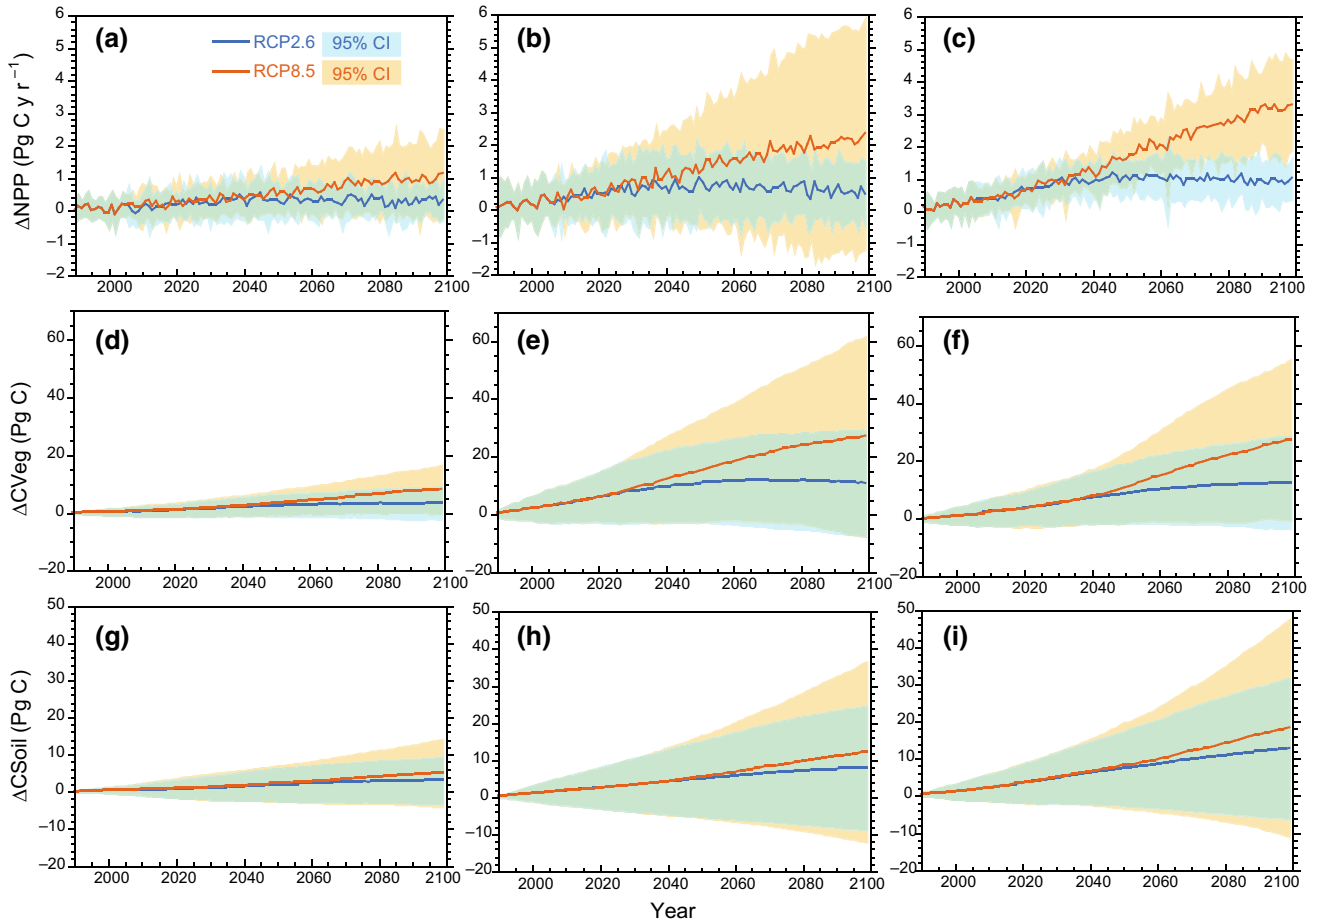 (a) RCP2.6 95% CI
RCP8.5 95% CI
(b)
(c)
ΔNPP (Pg C y r⁻¹)
6 5 4 3 2 1 0 –1 –2
6 5 4 3 2 1 0 –1 –2
6 5 4 3 2 1 0 –1 –2
2000 2020 2040 2060 2080 2100
2000 2020 2040 2060 2080 2100
2000 2020 2040 2060 2080 2100
(d)
(e)
(f)
ΔCVeg (Pg C)
60 40 20 0 –20
60 40 20 0 –20
60 40 20 0 –20
2000 2020 2040 2060 2080 2100
2000 2020 2040 2060 2080 2100
2000 2020 2040 2060 2080 2100
(g)
(h)
(i)
ΔCSoil (Pg C)
50 40 30 20 10 0 –10 –20
50 40 30 20 10 0 –10 –20
50 40 30 20 10 0 –10 –20
2000 2020 2040 2060 2080 2100
2000 2020 2040 2060 2080 2100
2000 2020 2040 2060 2080 2100
Year